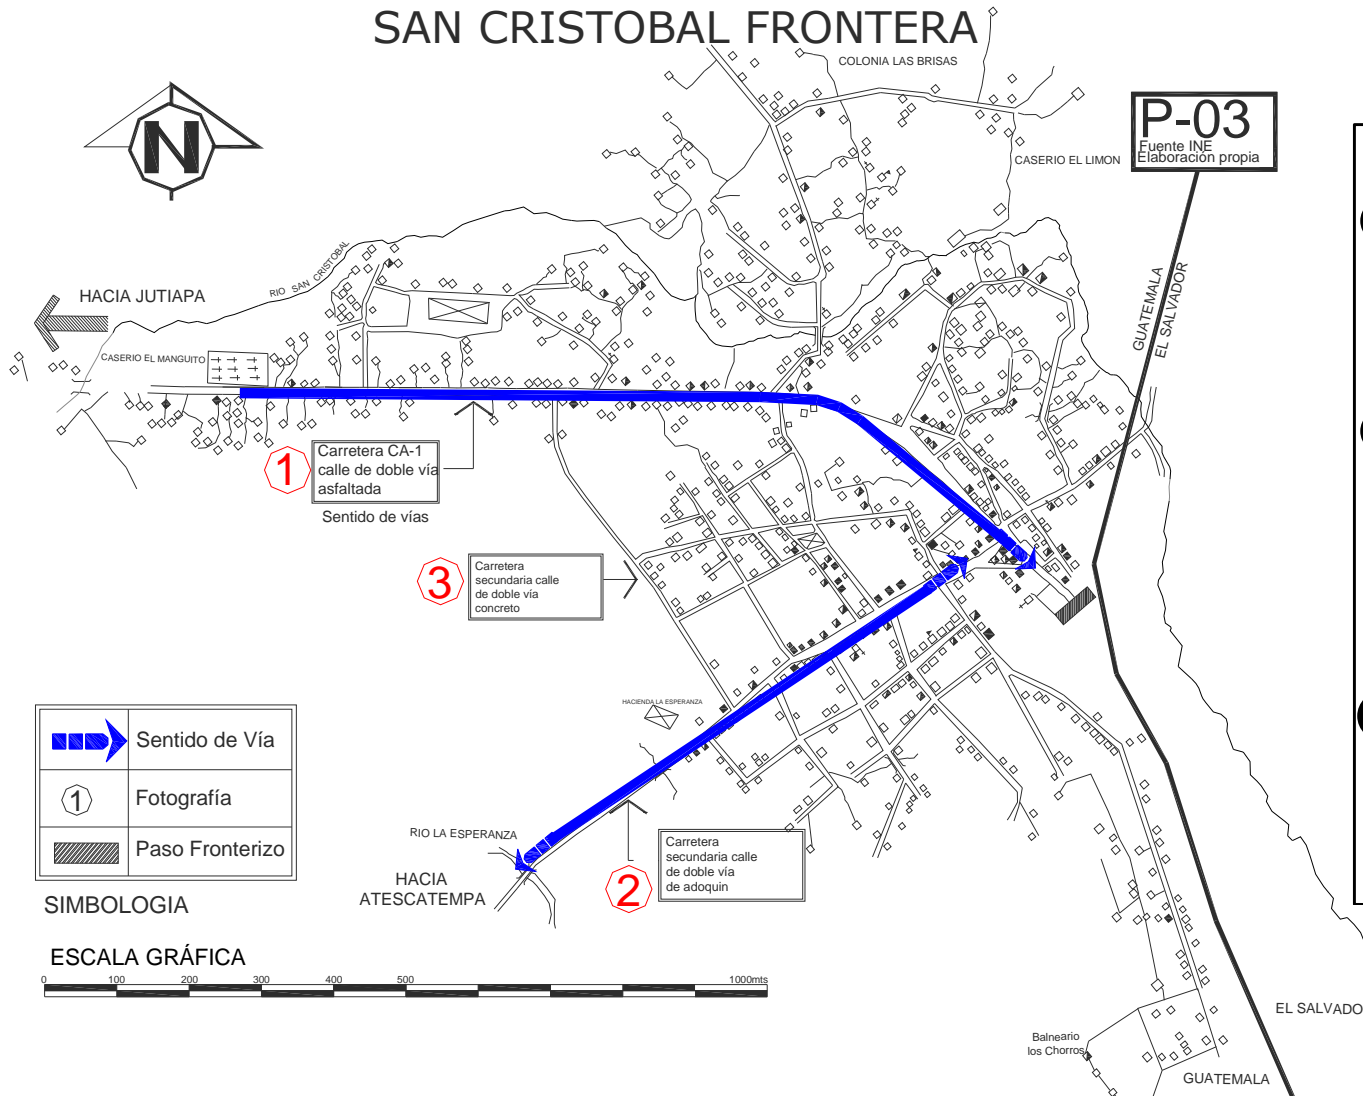 SAN CRISTOBAL FRONTERA
COLONIA LAS BRISAS
P-03
Fuente INE
Elaboración propia
CASERIO EL LIMON
N
RIO SAN CRISTOBAL
GUATEMALA
EL SALVADOR
HACIA JUTIAPA
CASERIO EL MANGUITO
1
Carretera CA-1
calle de doble vía
asfaltada
Sentido de vías
3
Carretera
secundaria calle
de doble vía
concreto
HACIENDA LA ESPERANZA
Sentido de Vía
1
Fotografía
Paso Fronterizo
SIMBOLOGIA
RIO LA ESPERANZA
HACIA
ATESCATEMPA
2
Carretera
secundaria calle
de doble vía
de adoquin
ESCALA GRÁFICA
0 100 200 300 400 500 1000mts
EL SALVADO
Balneario
los Chorros
GUATEMALA